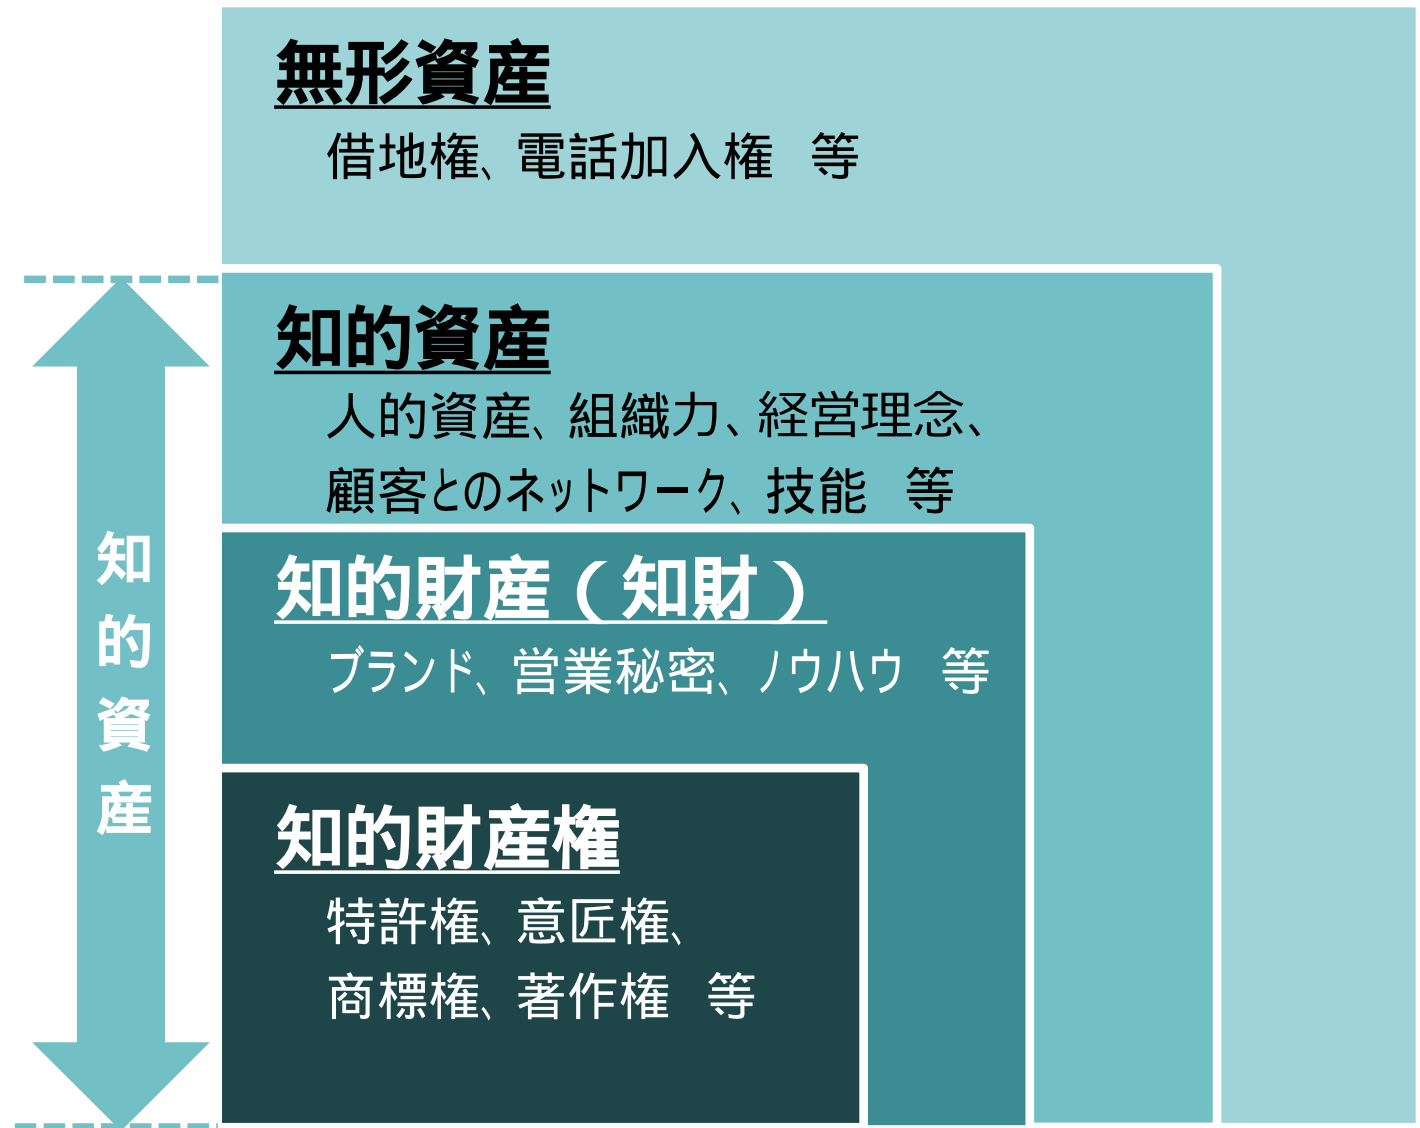 無形資産
借地権、電話加入権　等
知的資産
人的資産、組織力、経営理念、
顧客とのネットワーク、技能　等
知的財産（知財）
ブランド、営業秘密、ノウハウ　等
知的財産権
特許権、意匠権、
商標権、著作権　等
知的資産